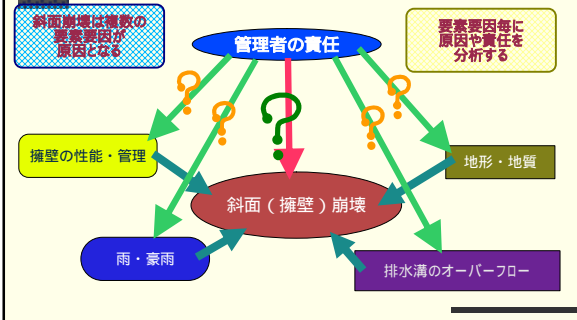 斜面崩壊は複数の
要素要因が
原因となる
管理者の責任
要素要因毎に
原因や責任を
分析する
?
?
?
?
?
擁壁の性能・管理
地形・地質
斜面(擁壁)崩壊
雨・豪雨
排水溝のオーバーフロー